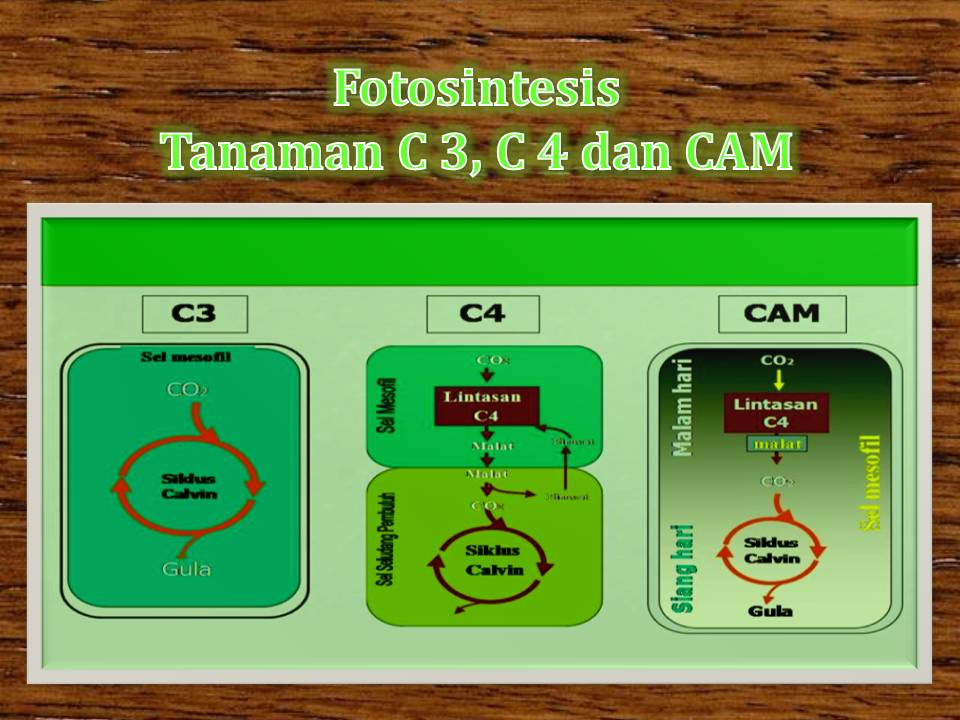 Fotosintesis
Tanaman C 3, C 4 dan CAM
C3
Sel mesofil
CO₂
Siklus
Calvin
Gula
C4
Sel Mesofil
CO₂
Lintasan
C4
Malat
Piruvat
Malat
Piruvat
CO₂
Sel Seludang Pembuluh
Siklus
Calvin
CAM
Malam hari
CO₂
Lintasan
C4
malat
CO₂
Sel mesofil
Siang hari
Siklus
Calvin
Gula